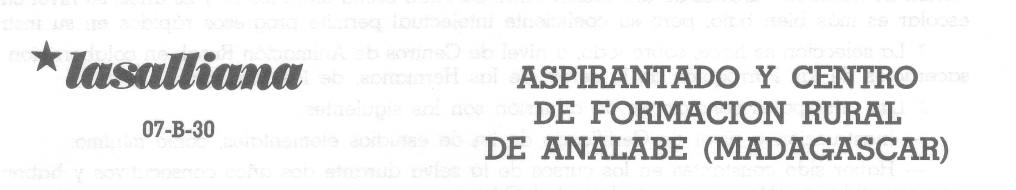 ★ lasalliana
07-B-30
ASPIRANTADO Y CENTRO
DE FORMACION RURAL
DE ANALABE (MADAGASCAR)